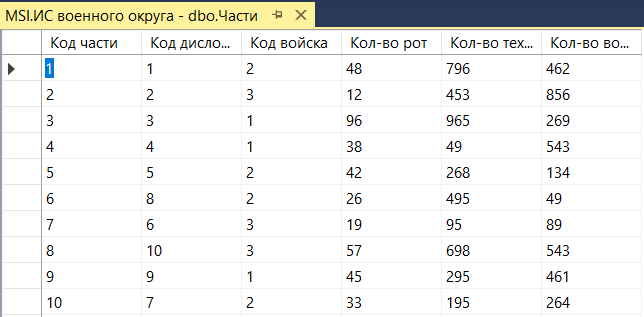 MSI.ИС военного округа - dbo.Части
Код части Код дисло... Код войска Кол-во рот Кол-во тех... Кол-во во...
1 1 2 48 796 462
2 2 3 12 453 856
3 3 1 96 965 269
4 4 1 38 49 543
5 5 2 42 268 134
6 8 2 26 495 49
7 6 3 19 95 89
8 10 3 57 698 543
9 9 1 45 295 461
10 7 2 33 195 264